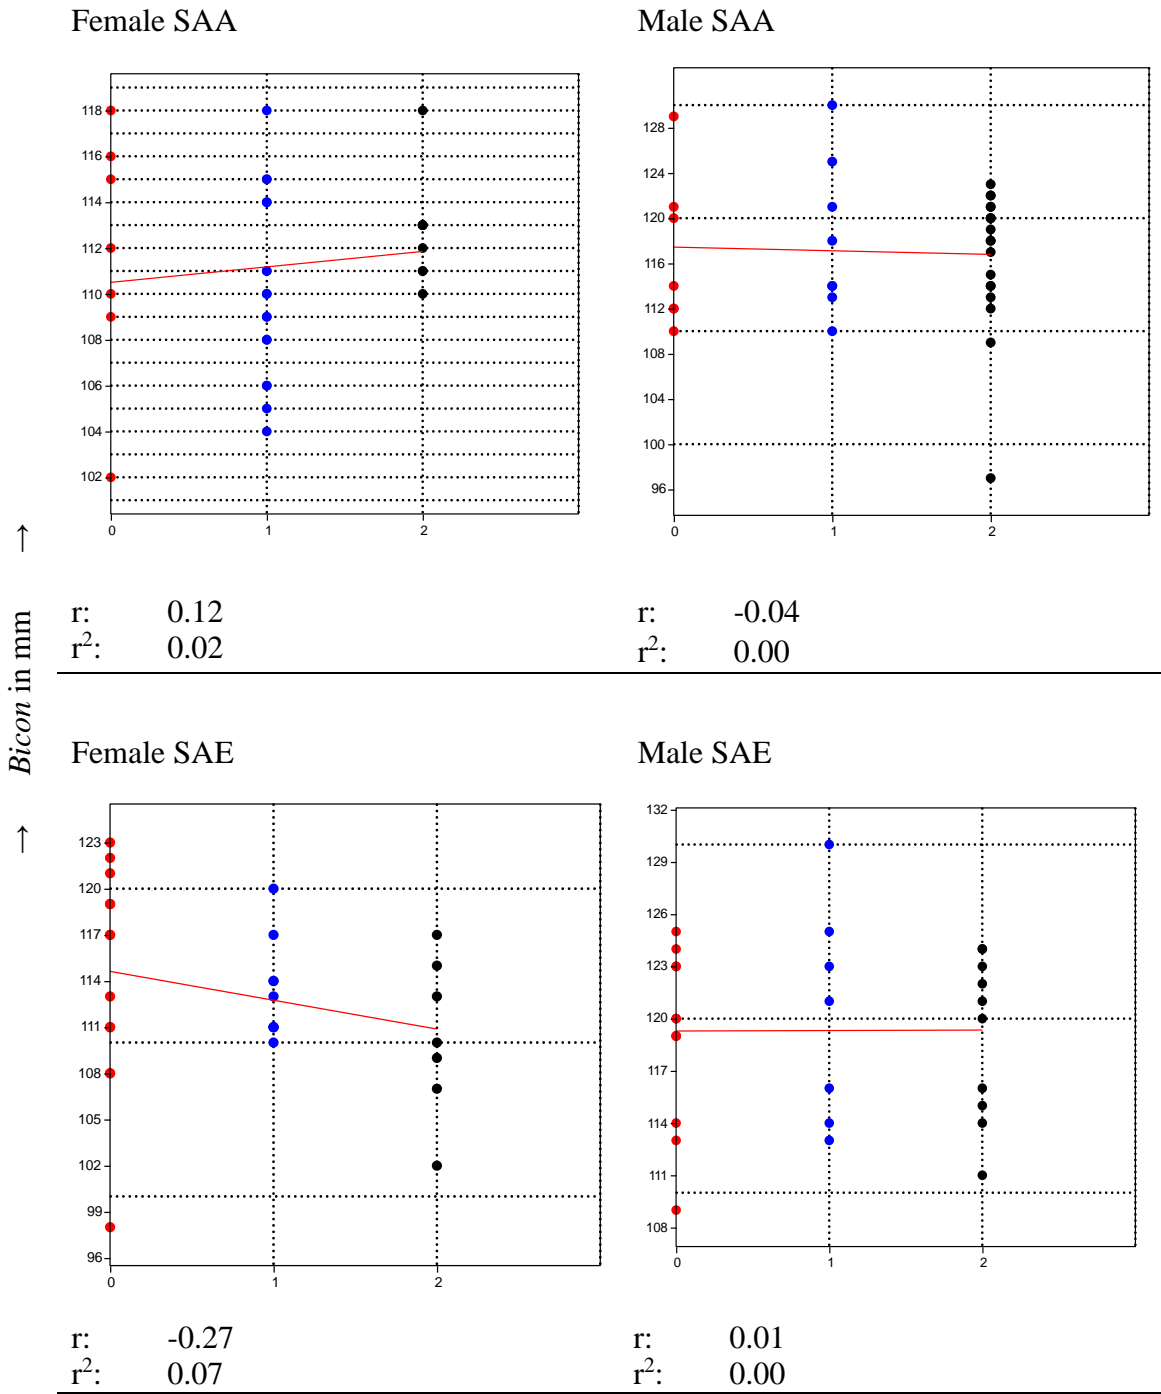 Female SAA
118
116
114
112
110
108
106
104
102
0 1 2
r: 0.12
r²: 0.02
Male SAA
128
124
120
116
112
108
104
100
96
0 1 2
r: -0.04
r²: 0.00
→ Bicon in mm →
Female SAE
123
120
117
114
111
108
105
102
99
96
0 1 2
r: -0.27
r²: 0.07
Male SAE
132
129
126
123
120
117
114
111
108
0 1 2
r: 0.01
r²: 0.00